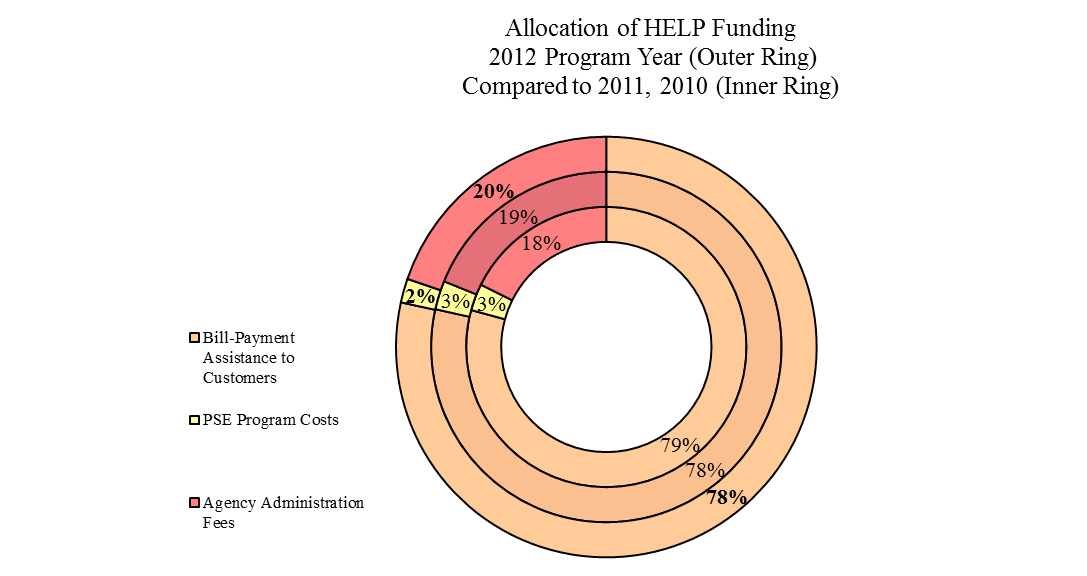 Allocation of HELP Funding
2012 Program Year (Outer Ring)
Compared to 2011, 2010 (Inner Ring)
20%
19%
18%
2%
3%
3%
Bill-Payment
Assistance to
Customers
PSE Program Costs
79%
78%
78%
Agency Administration
Fees